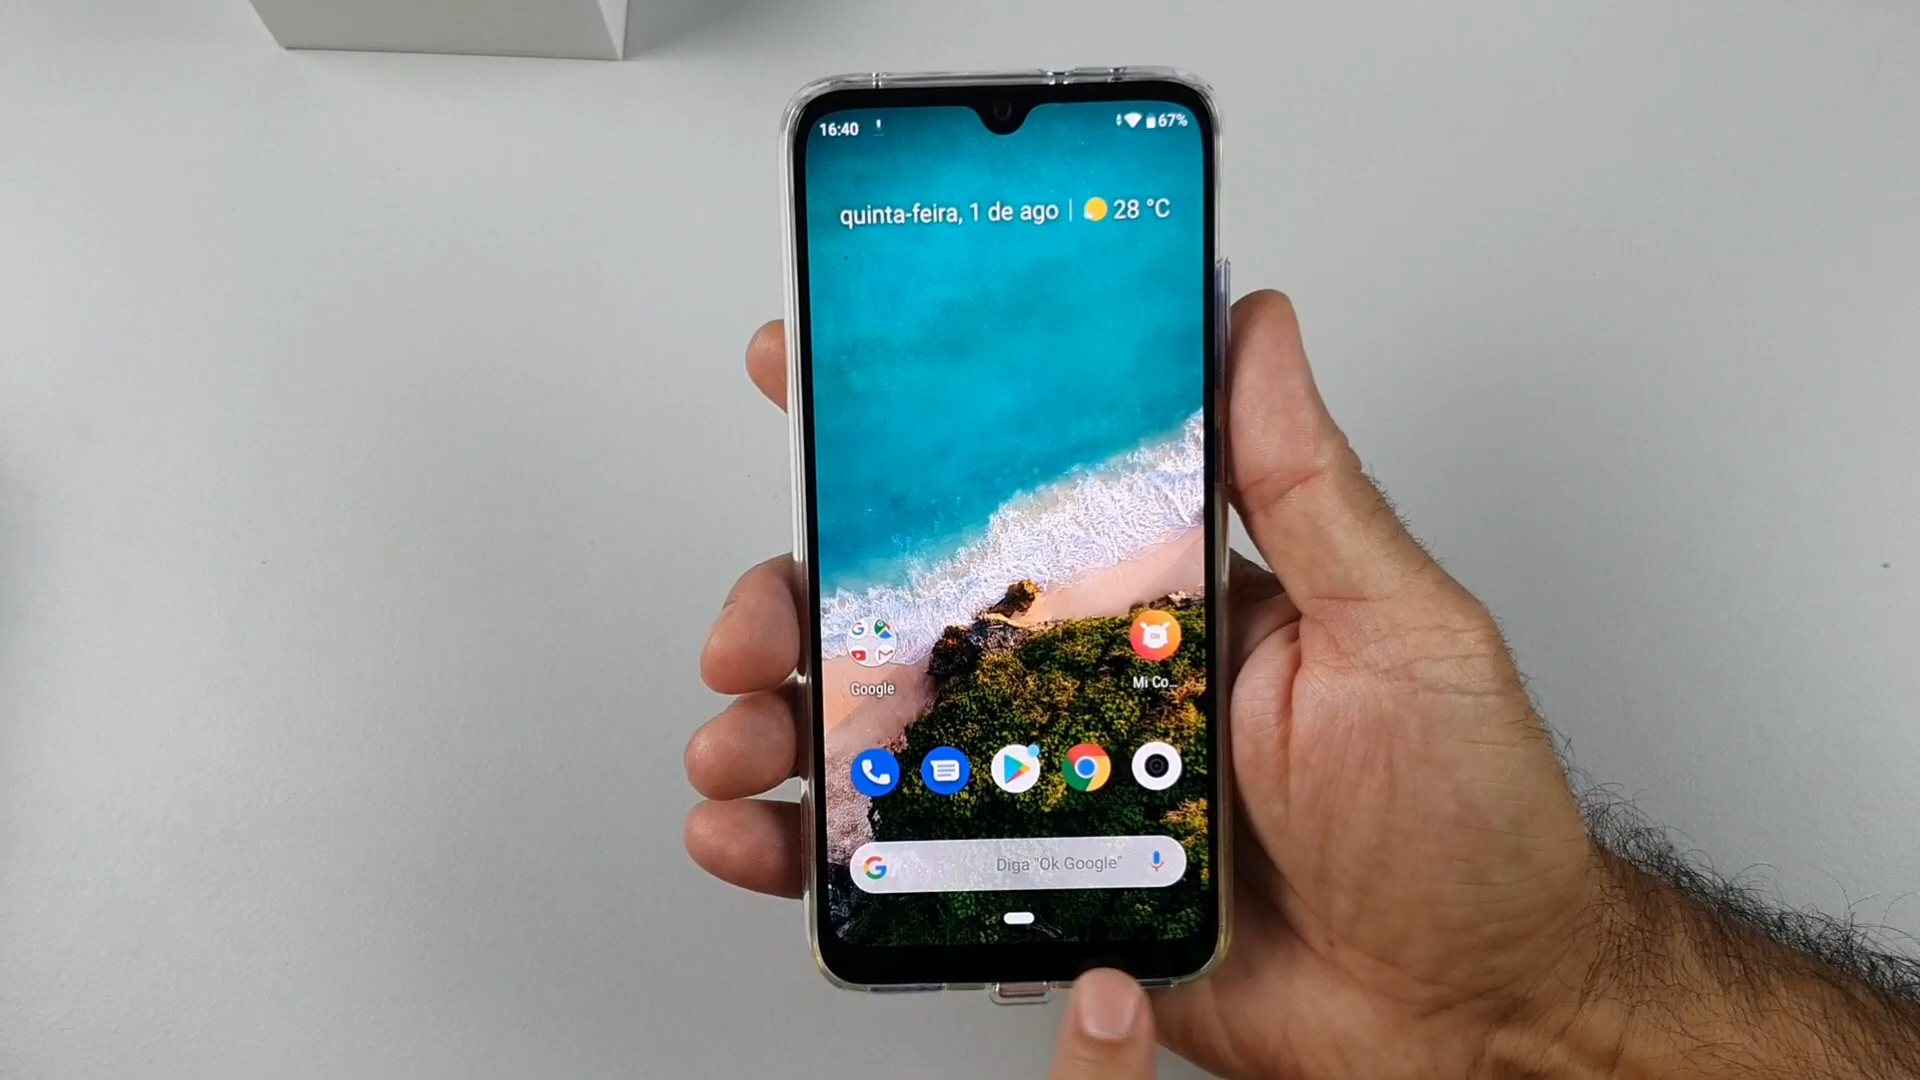 16:40
67%
quinta-feira, 1 de ago | 28 °C
Google
Mi Co...
Diga "Ok Google"